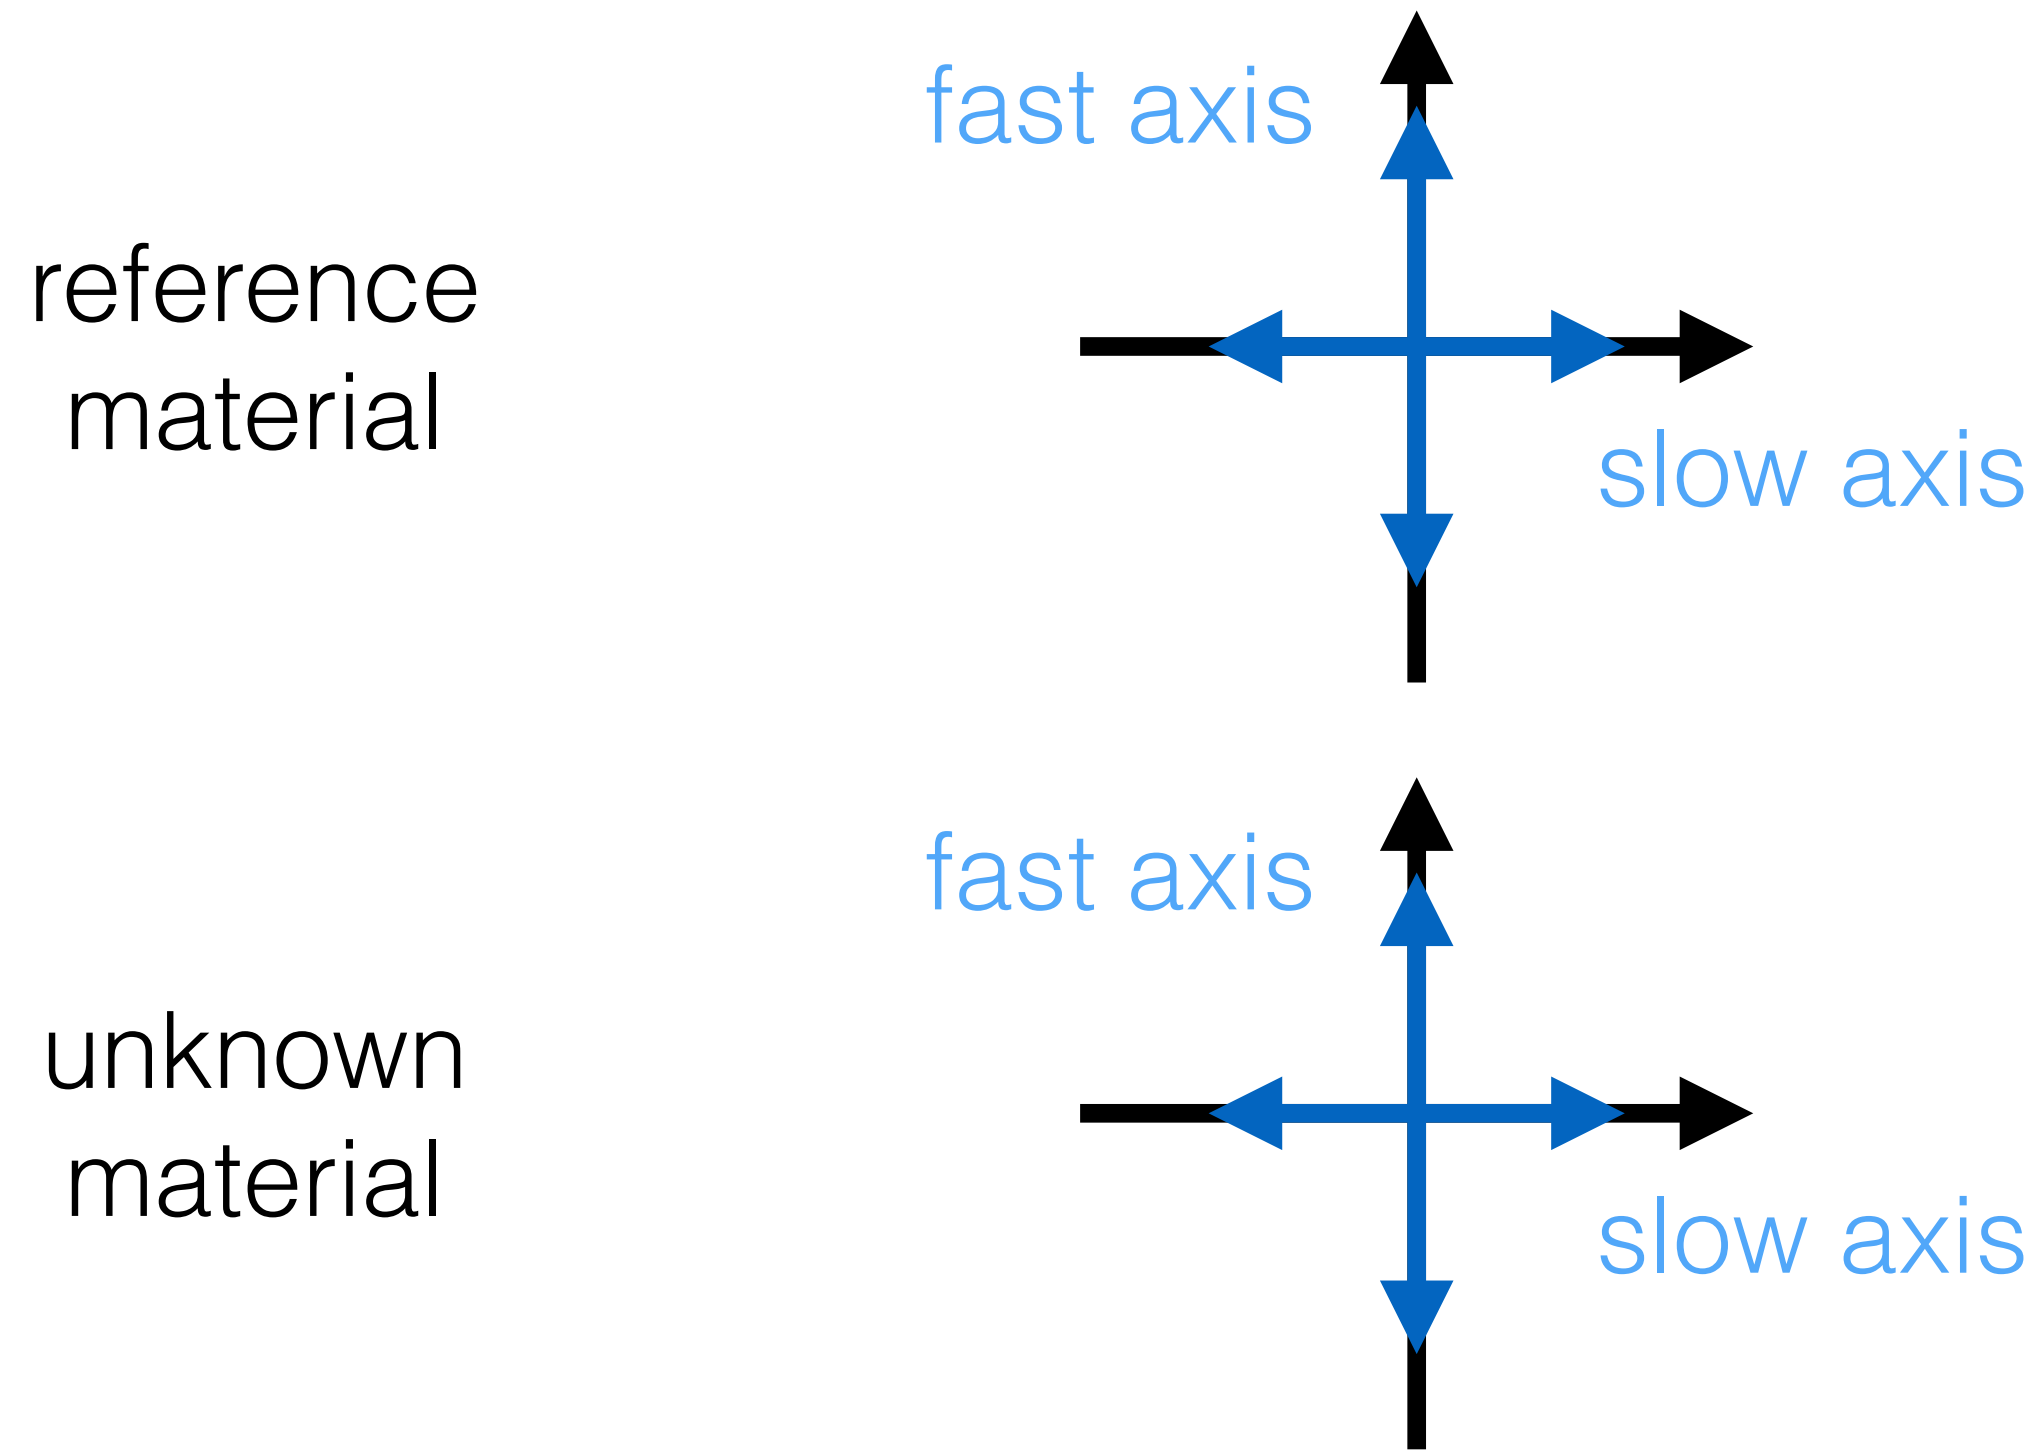 fast axis
reference
material
slow axis
fast axis
unknown
material
slow axis